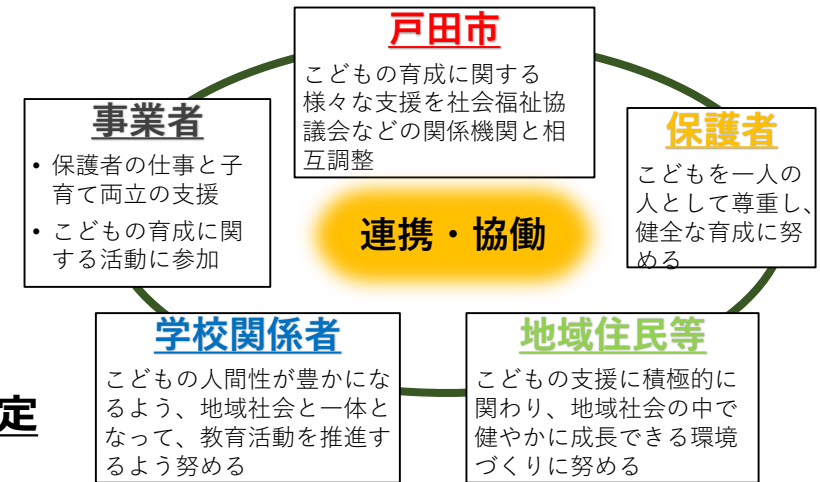 戸田市
こどもの育成に関する
様々な支援を社会福祉協
議会などの関係機関と相
互調整
事業者
• 保護者の仕事と子
育て両立の支援
• こどもの育成に関
する活動に参加
保護者
こどもを一人の
人として尊重し、
健全な育成に努
める
連携・協働
学校関係者
こどもの人間性が豊かにな
るよう、地域社会と一体と
なって、教育活動を推進す
るよう努める
地域住民等
こどもの支援に積極的に
関わり、地域社会の中で
健やかに成長できる環境
づくりに努める
定